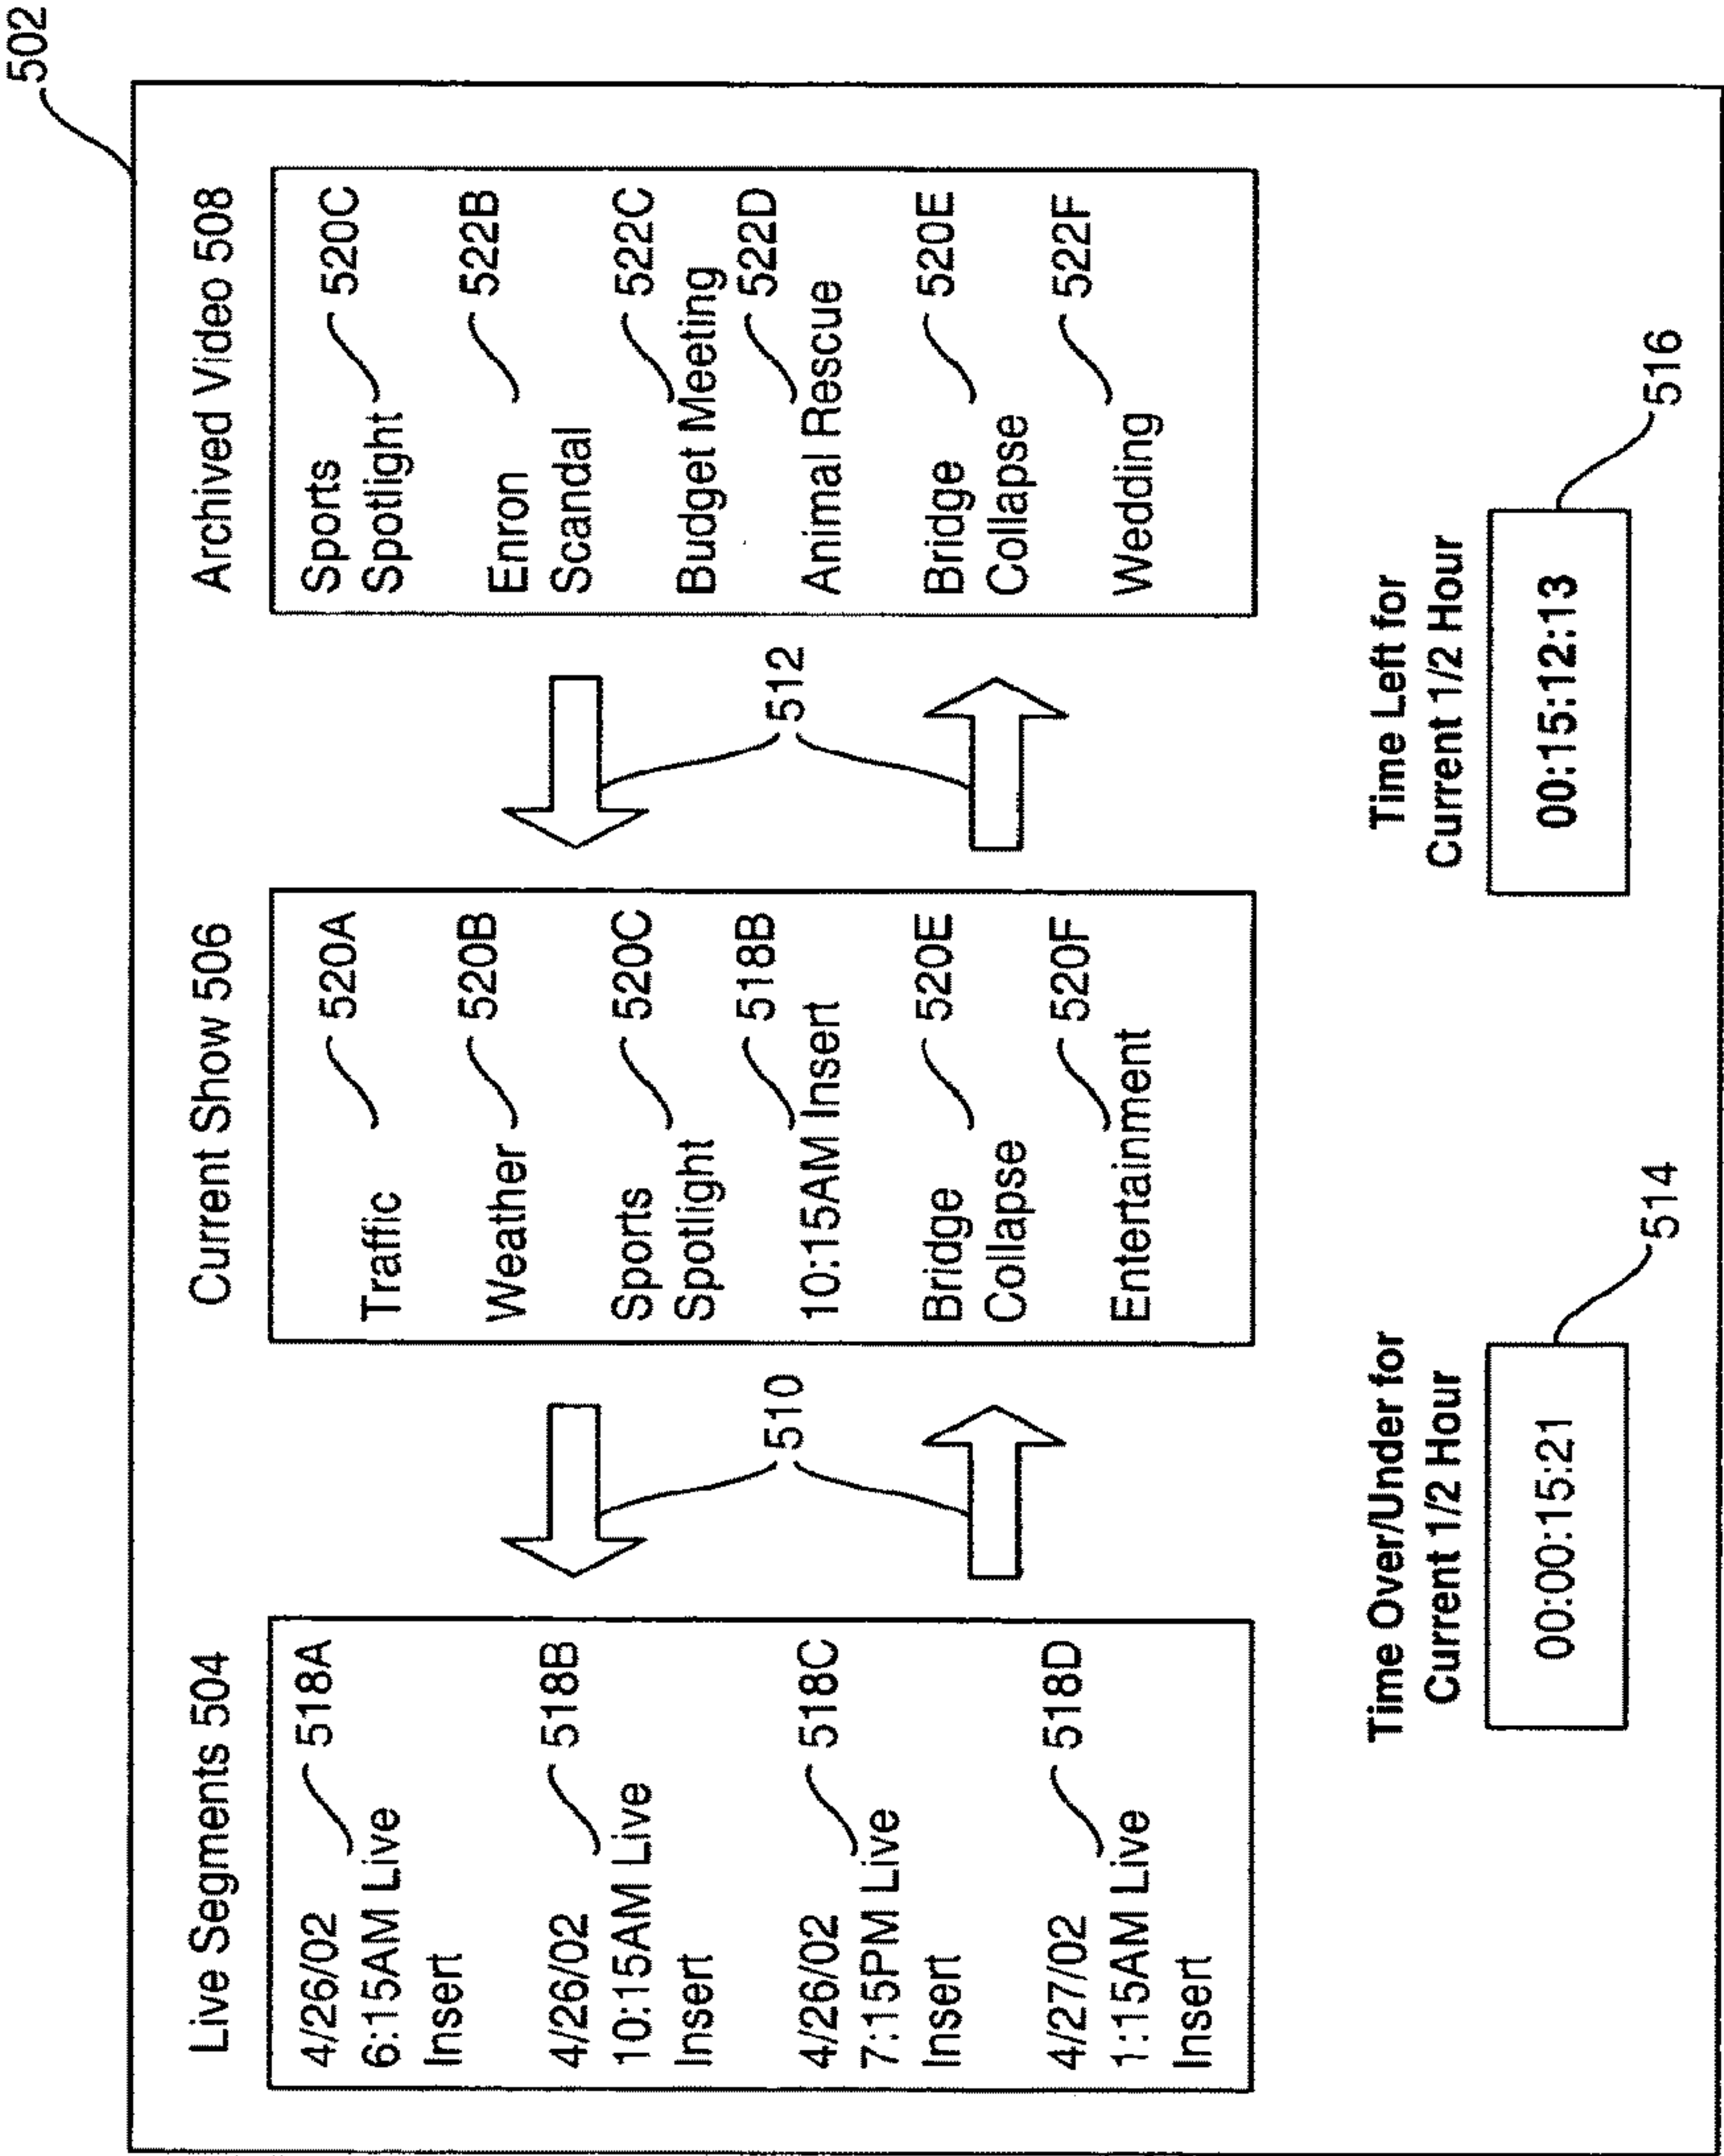 502
Live Segments 504
4/26/02
6:15AM Live
Insert
518A
4/26/02
10:15AM Live
Insert
518B
4/26/02
7:15PM Live
Insert
518C
4/27/02
1:15AM Live
Insert
518D
510
Current Show 506
Traffic
520A
Weather
520B
Sports
Spotlight
520C
10:15AM Insert
518B
Bridge
Collapse
520E
Entertainment
520F
512
Archived Video 508
Sports
Spotlight
520C
Enron
Scandal
522B
Budget Meeting
522C
Animal Rescue
522D
Bridge
Collapse
520E
Wedding
522F
Time Over/Under for
Current 1/2 Hour
00:00:15:21
514
Time Left for
Current 1/2 Hour
00:15:12:13
516